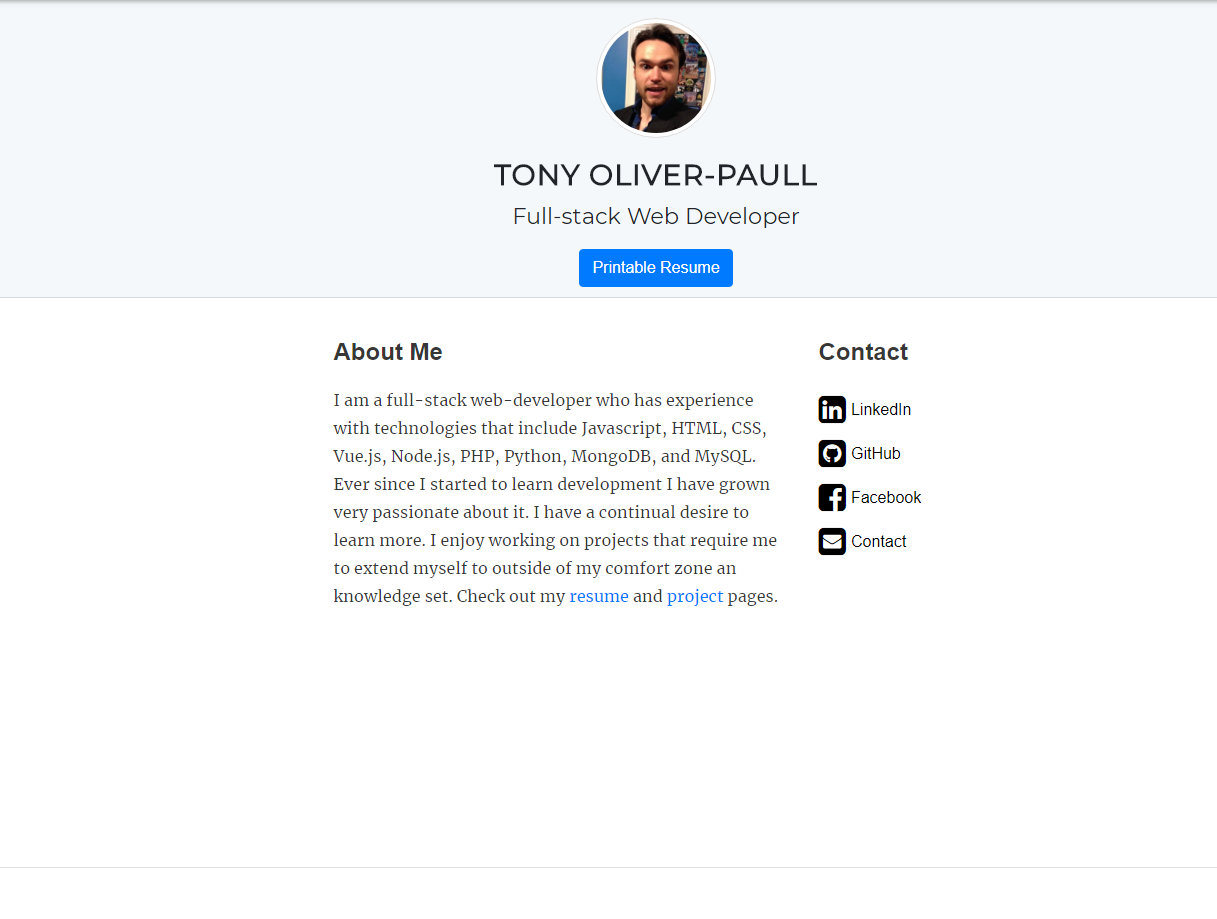 TONY OLIVER-PAULL
Full-stack Web Developer
Printable Resume
About Me
I am a full-stack web-developer who has experience
with technologies that include Javascript, HTML, CSS,
Vue.js, Node.js, PHP, Python, MongoDB, and MySQL.
Ever since I started to learn development I have grown
very passionate about it. I have a continual desire to
learn more. I enjoy working on projects that require me
to extend myself to outside of my comfort zone an
knowledge set. Check out my resume and project pages.
Contact
LinkedIn
GitHub
Facebook
Contact